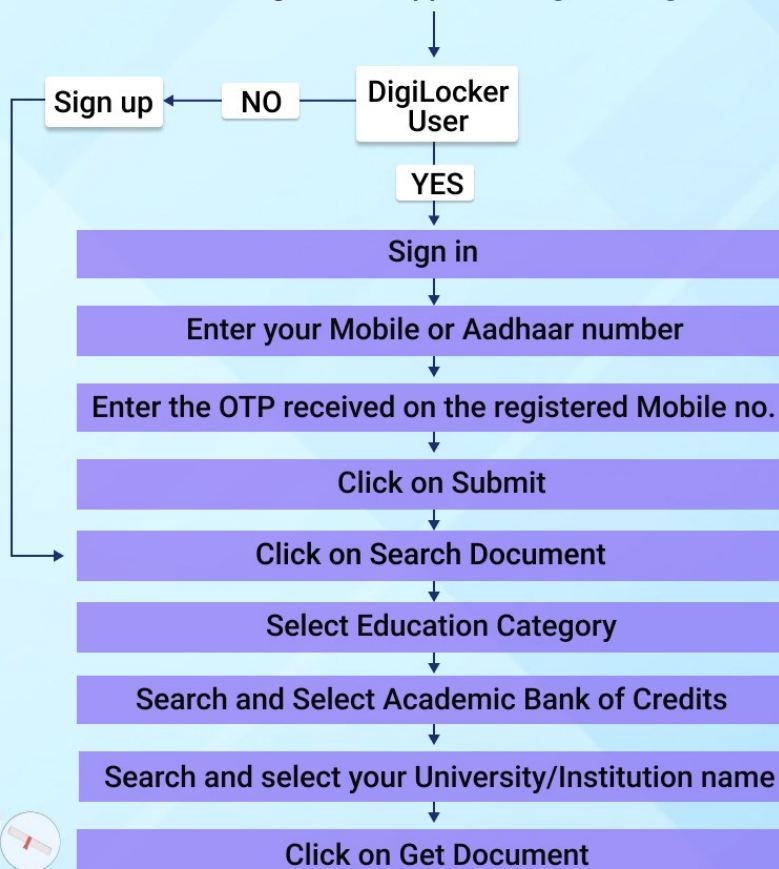 DigiLocker
User
NO
Sign up
YES
Sign in
Enter your Mobile or Aadhaar number
Enter the OTP received on the registered Mobile no.
Click on Submit
Click on Search Document
Select Education Category
Search and Select Academic Bank of Credits
Search and select your University/Institution name
Click on Get Document